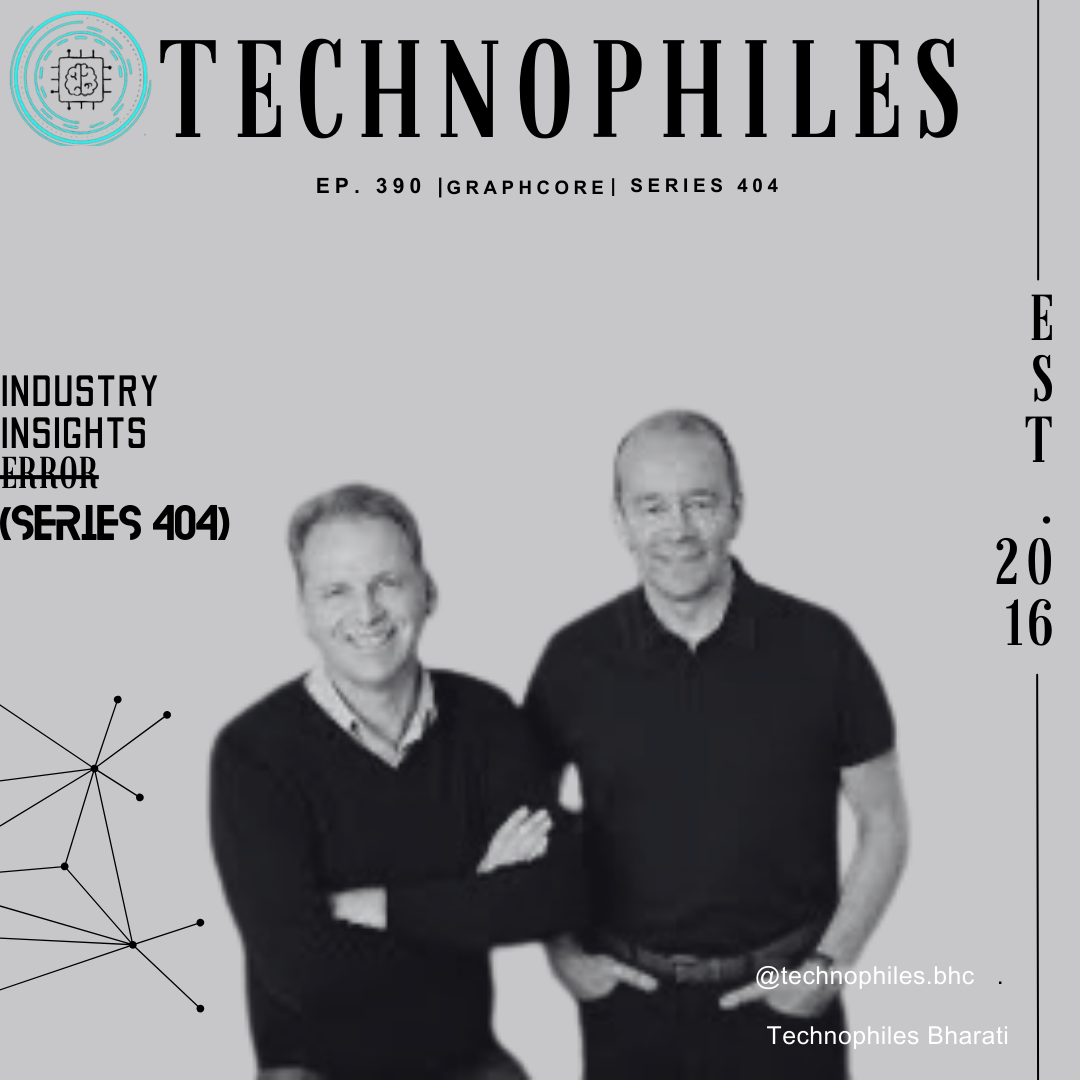 TECHNOPHILES
EP. 390 |GRAPHCORE| SERIES 404
INDUSTRY
INSIGHTS
ERROR
(SERIES 404)
E
S
T
.
20
16
@technophiles.bhc .
Technophiles Bharati